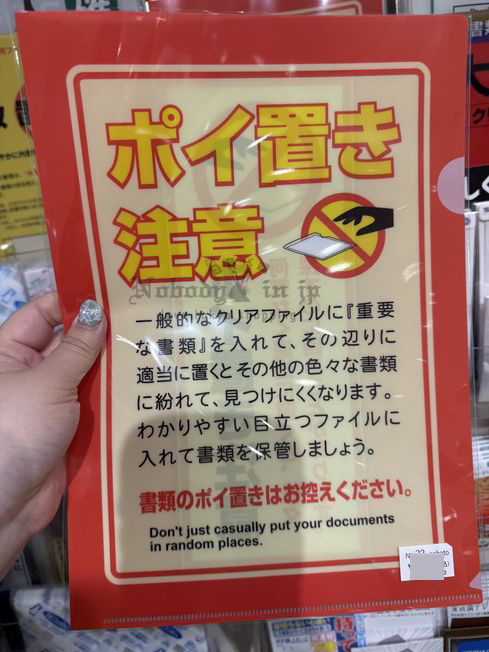 ポイ置き
注意
Nobody in jp
一般的なクリアファイルに『重要
な書類』を入れて、その辺りに
適当に置くとその他の色々な書類
に紛れて、見つけにくくなります。
わかりやすい目立つファイルに
入れて書類を保管しましょう。
書類のポイ置きはお控えください。
Don't just casually put your documents
in random places.